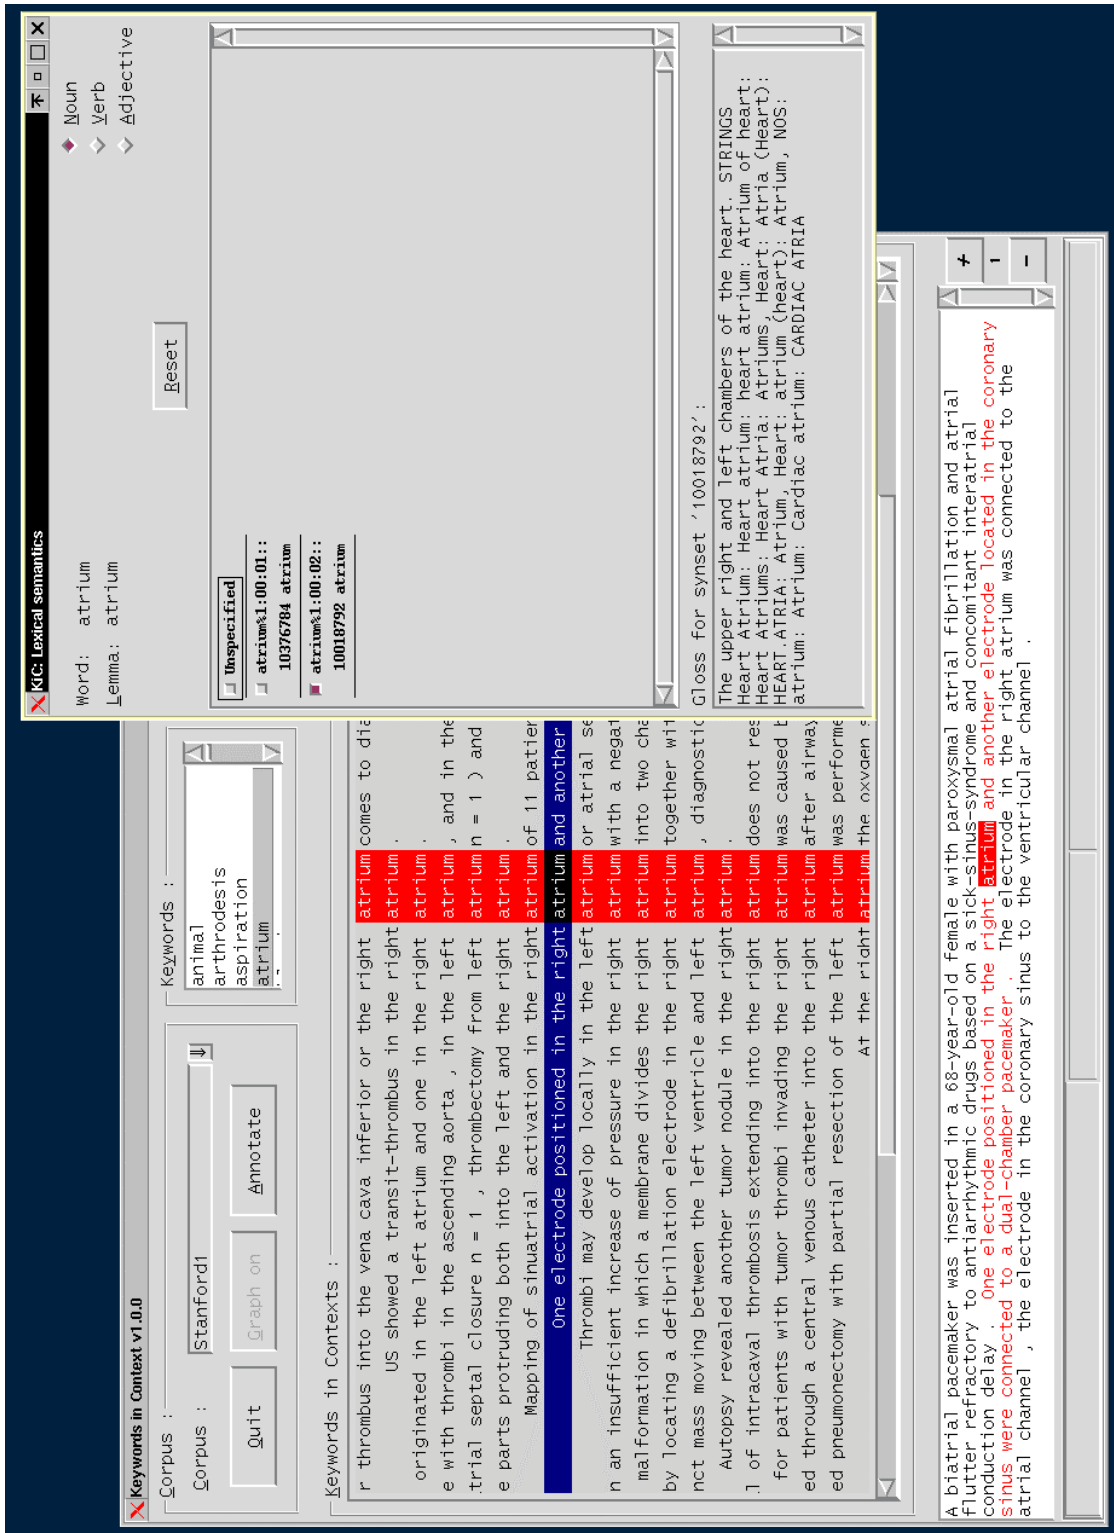 KiC: Lexical semantics
Word: atrium
Lemma: atrium
Noun
Verb
Adjective
Reset
Unspecified
atrium%1:00:01::
10376784 atrium
atrium%1:00:02::
10018792 atrium
Gloss for synset '10018792':
The upper right and left chambers of the heart. STRINGS
Heart Atrium: Heart atrium: heart atrium: Atrium of heart:
Heart Atriums: Heart Atria: Atriums, Heart: Atria (Heart):
HEART.ATRIA: Atrium, Heart: atrium (heart): Atrium, NOS:
atrium: Atrium: Cardiac atrium: CARDIAC ATRIA
Keywords in Context v1.0.0
Corpus :
Corpus :
Stanford1
Quit
Graph on
Annotate
Keywords :
animal
arthrodesis
aspiration
atrium
Keywords in Contexts :
r thrombus into the vena cava inferior or the right atrium comes to dia
US showed a transit-thrombus in the right atrium .
originated in the left atrium and one in the right atrium .
e with thrombi in the ascending aorta , in the left atrium , and in the
.trial septal closure n = 1 , thrombectomy from left atrium n = 1 ) and
e parts protruding both into the left and the right atrium .
Mapping of sinuatrial activation in the right atrium of 11 patier
One electrode positioned in the right atrium and another
Thrombi may develop locally in the left atrium or atrial se
n an insufficient increase of pressure in the right atrium with a negat
malformation in which a membrane divides the right atrium into two cha
by locating a defibrillation electrode in the right atrium together wit
nct mass moving between the left ventricle and left atrium , diagnostic
Autopsy revealed another tumor nodule in the right atrium .
.l of intracaval thrombosis extending into the right atrium does not res
for patients with tumor thrombi invading the right atrium was caused b
ed through a central venous catheter into the right atrium after airway
ed pneumonectomy with partial resection of the left atrium was performe
At the right atrium the oxygen s
A biatrial pacemaker was inserted in a 68-year-old female with paroxysmal atrial fibrillation and atrial
flutter refractory to antiarrhythmic drugs based on a sick-sinus-syndrome and concomitant interatrial
conduction delay . One electrode positioned in the right atrium and another electrode located in the coronary
sinus were connected to a dual-chamber pacemaker . The electrode in the right atrium was connected to the
atrial channel , the electrode in the coronary sinus to the ventricular channel .
+
1
-